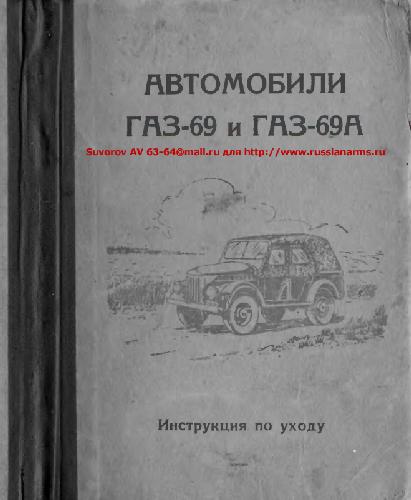 АВТОМОБИЛИ
ГАЗ-69 и ГАЗ-69А
Suvorov AV 63-64@mail.ru для http://www.russianarms.ru
Инструкция по уходу